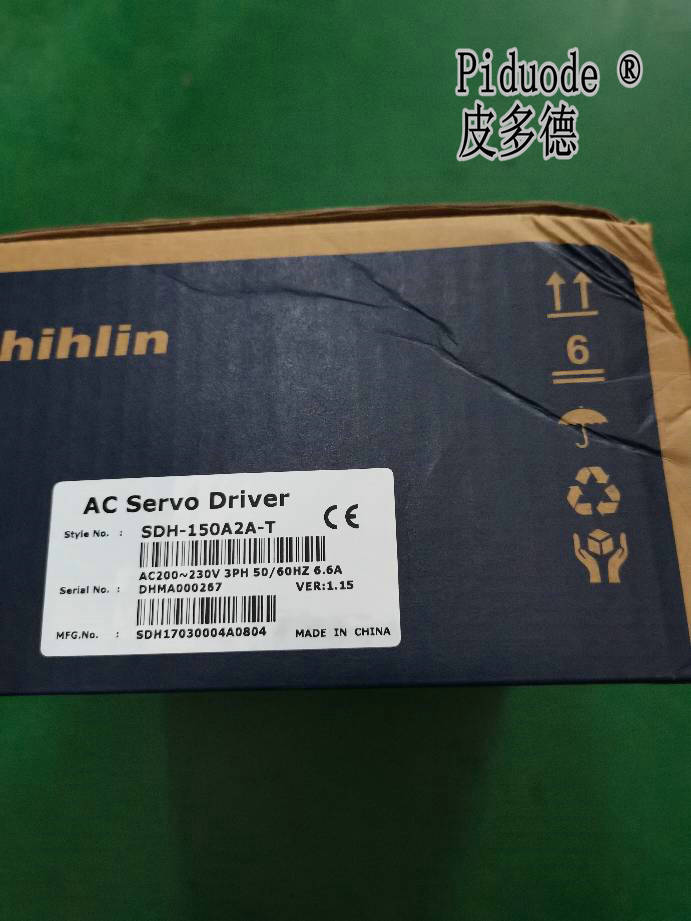 Piduode ®
皮多德
hihlin
6
AC Servo Driver
CE
Style No. : SDH-150A2A-T
AC200~230V 3PH 50/60HZ 6.6A
Serial No. : DHMA000267 VER:1.15
MFG.No. : SDH17030004A0804 MADE IN CHINA